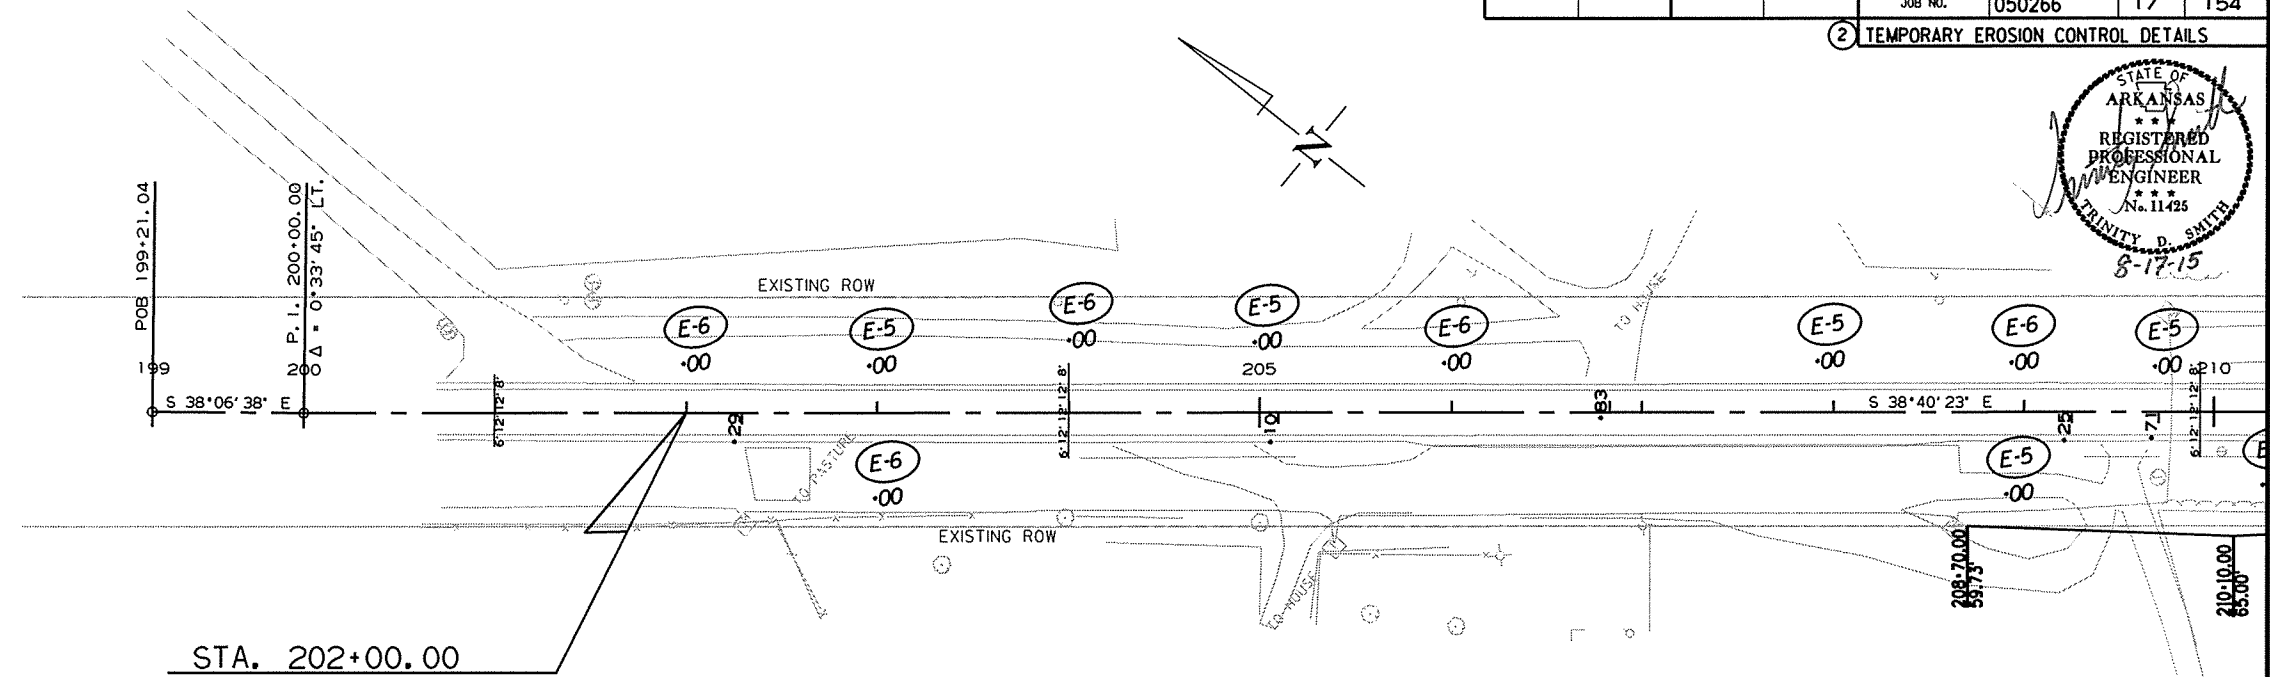 JOB NO. 050266 17 154
2 TEMPORARY EROSION CONTROL DETAILS
STATE OF
ARKANSAS
★ ★ ★
REGISTERED
PROFESSIONAL
ENGINEER
★ ★ ★
No. 11425
TRINITY D. SMITH
8-17-15
N
POB 199+21.04
P.I. 200+00.00
Δ = 0°33'45" LT.
EXISTING ROW
E-6
+00
E-5
+00
E-6
+00
E-5
+00
E-6
+00
E-5
+00
E-6
+00
E-5
+00
199
200
205
210
TO HOUSE
S 38°06'38" E
S 38°40'23" E
6'12'12'8'
6'12'12'12'8'
6'12'12'12'8'
+29
+10
+83
+25
+71
TO PASTURE
E-6
+00
E-5
+00
EXISTING ROW
TO HOUSE
208+70.00
59.73'
210+10.00
65.00'
STA. 202+00.00